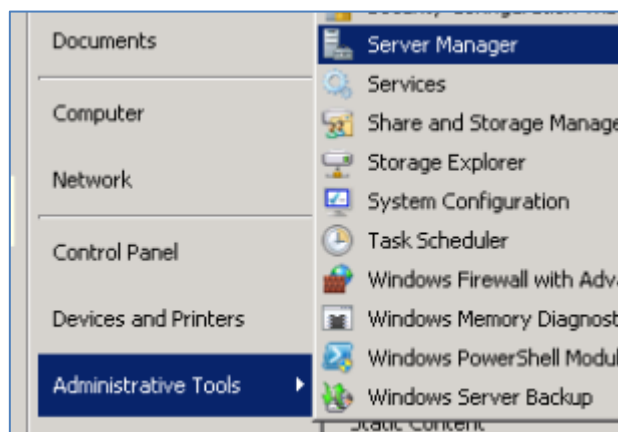 Documents
Computer
Network
Control Panel
Devices and Printers
Administrative Tools
Server Manager
Services
Share and Storage Manage
Storage Explorer
System Configuration
Task Scheduler
Windows Firewall with Adva
Windows Memory Diagnost
Windows PowerShell Modul
Windows Server Backup
Static Content